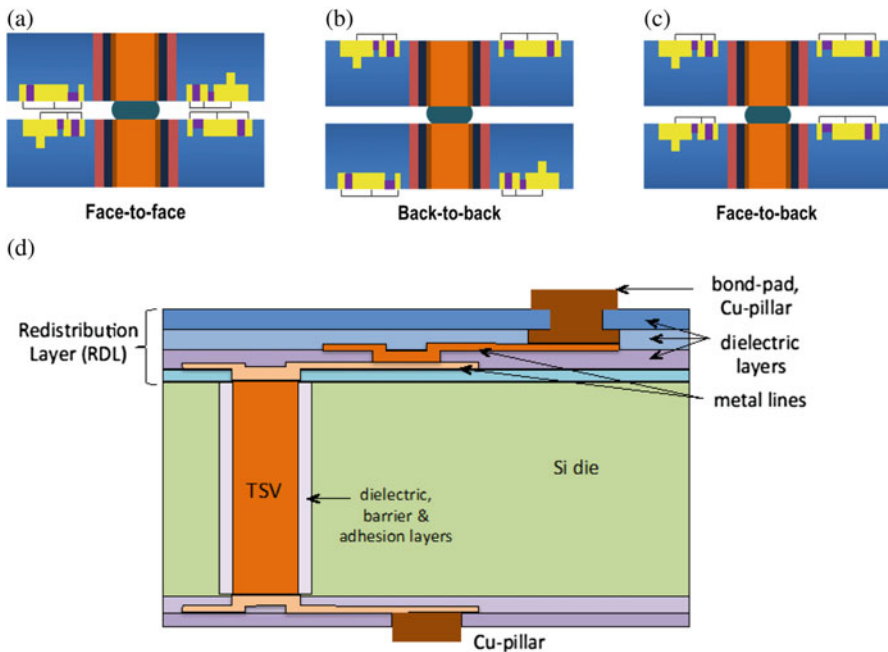 (a)
(b)
(c)
Face-to-face
Back-to-back
Face-to-back
(d)
Redistribution
Layer (RDL)
bond-pad,
Cu-pillar
dielectric
layers
metal lines
TSV
dielectric,
barrier &
adhesion layers
Si die
Cu-pillar